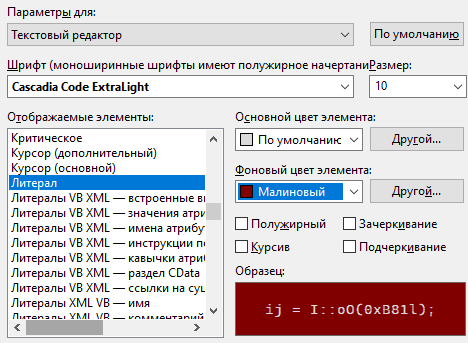 Параметры для:
Текстовый редактор
По умолчанию
Шрифт (моноширинные шрифты имеют полужирное начертани
Размер:
Cascadia Code ExtraLight
10
Отображаемые элементы:
Основной цвет элемента:
Критическое
Курсор (дополнительный)
Курсор (основной)
Литерал
Литералы VB XML — встроенные вы
Литералы VB XML — значения атри
Литералы VB XML — имена атрибут
Литералы VB XML — инструкции по
Литералы VB XML — кавычки атриб
Литералы VB XML — раздел CData
Литералы VB XML — ссылки на сущ
Литералы XML VB — имя
Литералы VB XML — комментарий
По умолчанию
Другой...
Фоновый цвет элемента:
Малиновый
Другой...
Полужирный
Зачеркивание
Курсив
Подчеркивание
Образец:
ij = I::oO(0xB81l);